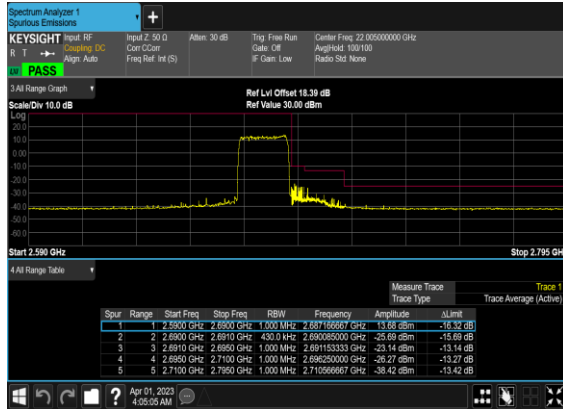 Spectrum Analyzer 1
Spurious Emissions
+
KEYSIGHT Input: RF Input Z: 50 Ω Atten: 30 dB Trig: Free Run Center Freq: 22.005000000 GHz
R T Coupling: DC Corr CCorr Gate: Off Avg|Hold: 100/100
Align: Auto Freq Ref: Int (S) IF Gain: Low Radio Std: None
PASS
3 All Range Graph
Ref Lvl Offset 18.39 dB
Scale/Div 10.0 dB Ref Value 30.00 dBm
Log
20.0
10.0
0.00
-10.0
-20.0
-30.0
-40.0
-50.0
-60.0
Start 2.590 GHz Stop 2.795 GH
4 All Range Table
Measure Trace Trace 1
Trace Type Trace Average (Active)
Spur Range Start Freq Stop Freq RBW Frequency Amplitude ΔLimit
1 1 2.5900 GHz 2.6900 GHz 1.000 MHz 2.687166667 GHz 13.68 dBm -16.32 dB
2 2 2.6900 GHz 2.6910 GHz 430.0 kHz 2.690085000 GHz -25.69 dBm -15.69 dB
3 3 2.6910 GHz 2.6950 GHz 1.000 MHz 2.691153333 GHz -23.14 dBm -13.14 dB
4 4 2.6950 GHz 2.7100 GHz 1.000 MHz 2.696250000 GHz -26.27 dBm -13.27 dB
5 5 2.7100 GHz 2.7950 GHz 1.000 MHz 2.710566667 GHz -38.42 dBm -13.42 dB
? Apr 01, 2023
4:05:05 AM